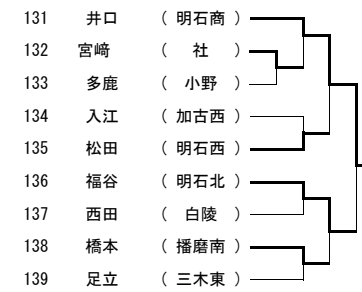 131 井口 （ 明石商 ）
132 宮﨑 （ 社 ）
133 多鹿 （ 小野 ）
134 入江 （ 加古西 ）
135 松田 （ 明石西 ）
136 福谷 （ 明石北 ）
137 西田 （ 白陵 ）
138 橋本 （ 播磨南 ）
139 足立 （ 三木東 ）